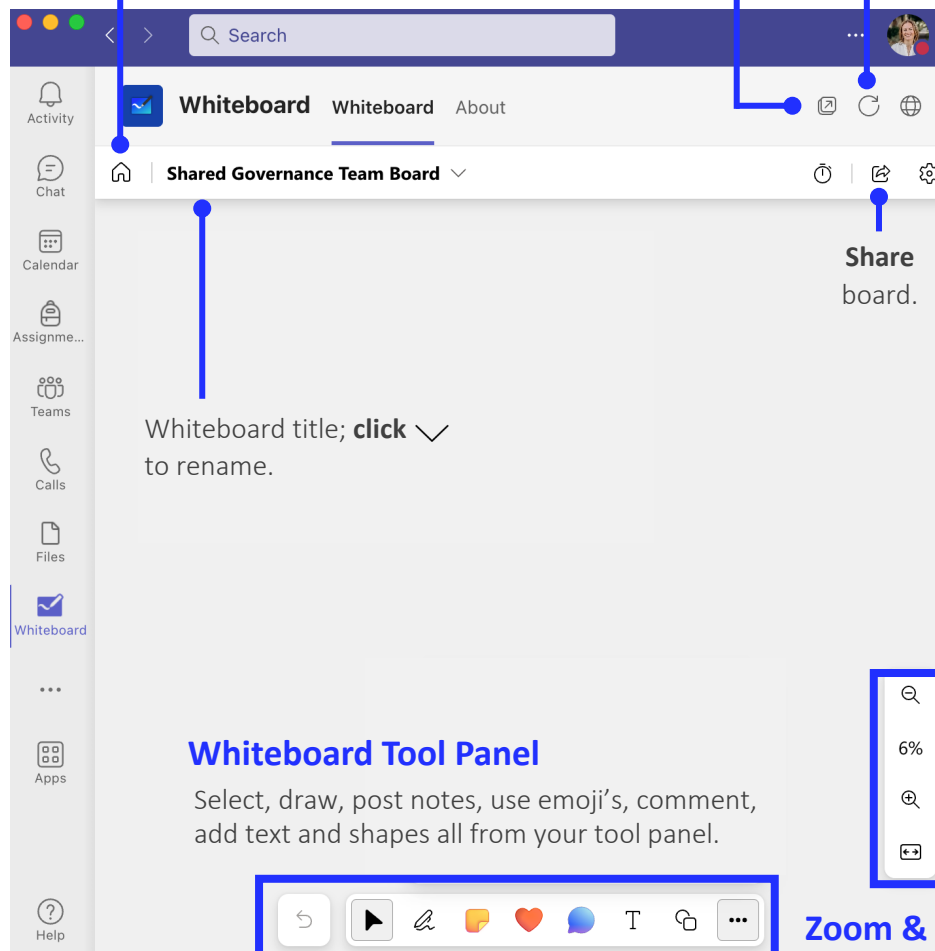 Search
Activity
Whiteboard Whiteboard About
Chat
Shared Governance Team Board
Calendar
Share
board.
Assignme...
Teams
Whiteboard title; click
to rename.
Calls
Files
Whiteboard
6%
Apps
Whiteboard Tool Panel
Select, draw, post notes, use emoji's, comment,
add text and shapes all from your tool panel.
T
Help
Zoom &